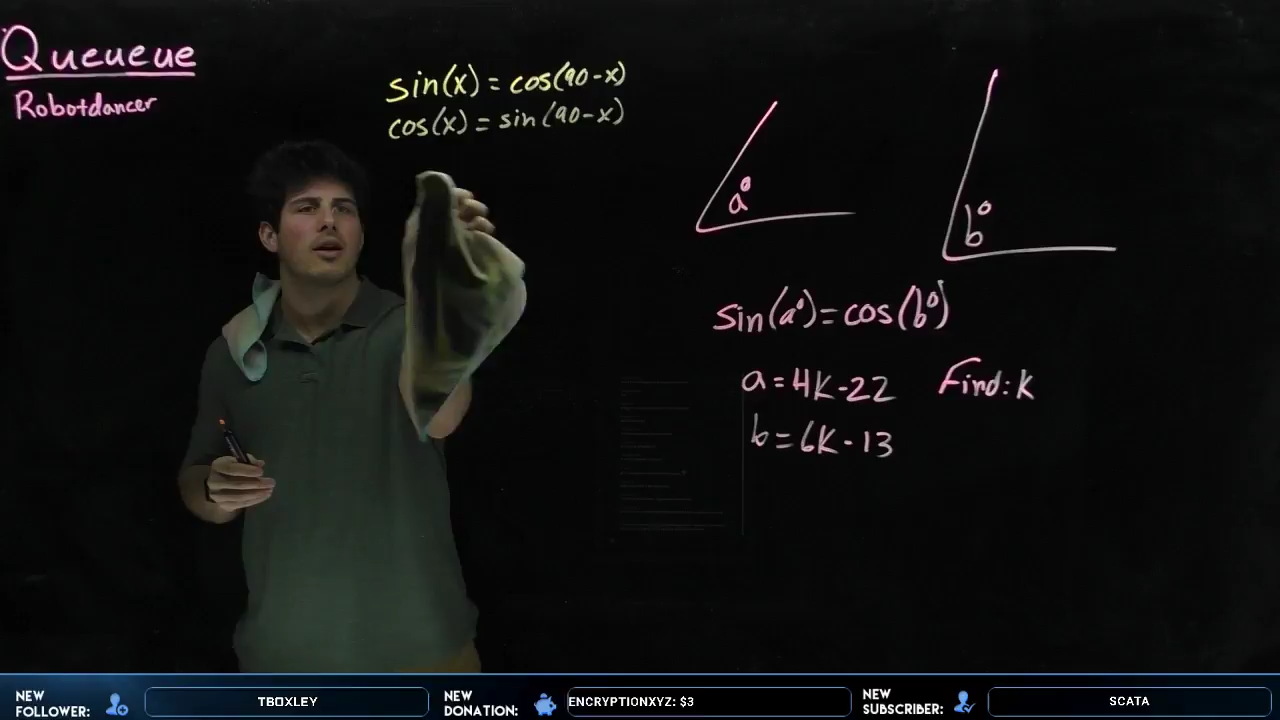 Queueue
Robotdancer
sin(x) = cos(90-x)
cos(x) = sin(90-x)
a°
b°
sin(a°) = cos(b°)
a = 4K-22
Find: K
b = 6K-13
NEW FOLLOWER:
TBOXLEY
NEW DONATION:
ENCRYPTIONXYZ: $3
NEW SUBSCRIBER:
SCATA